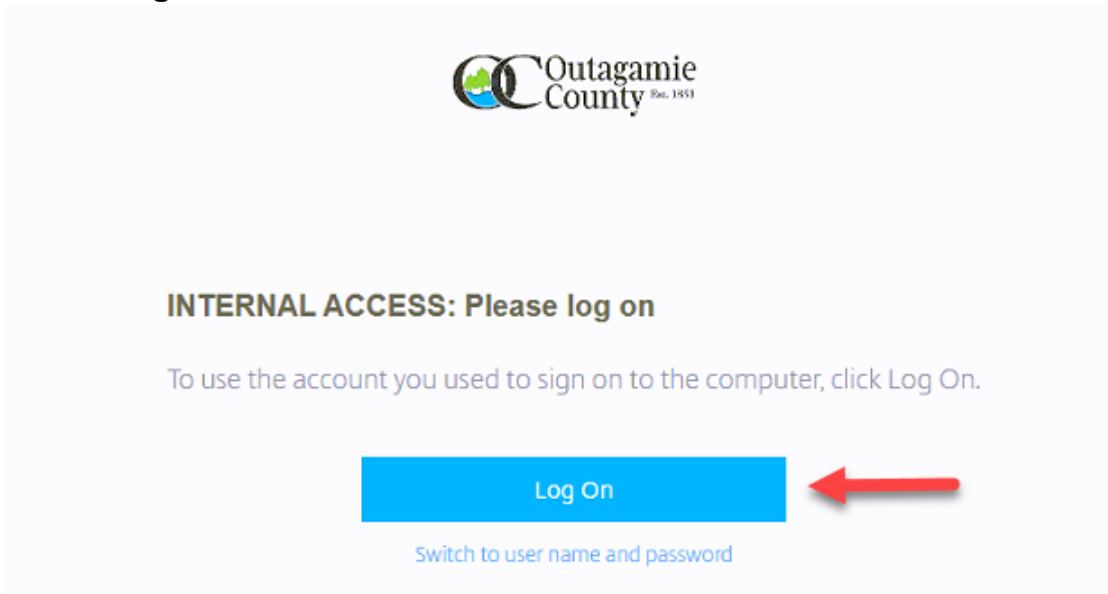 Outagamie
County Est. 1851
INTERNAL ACCESS: Please log on
To use the account you used to sign on to the computer, click Log On.
Log On
Switch to user name and password